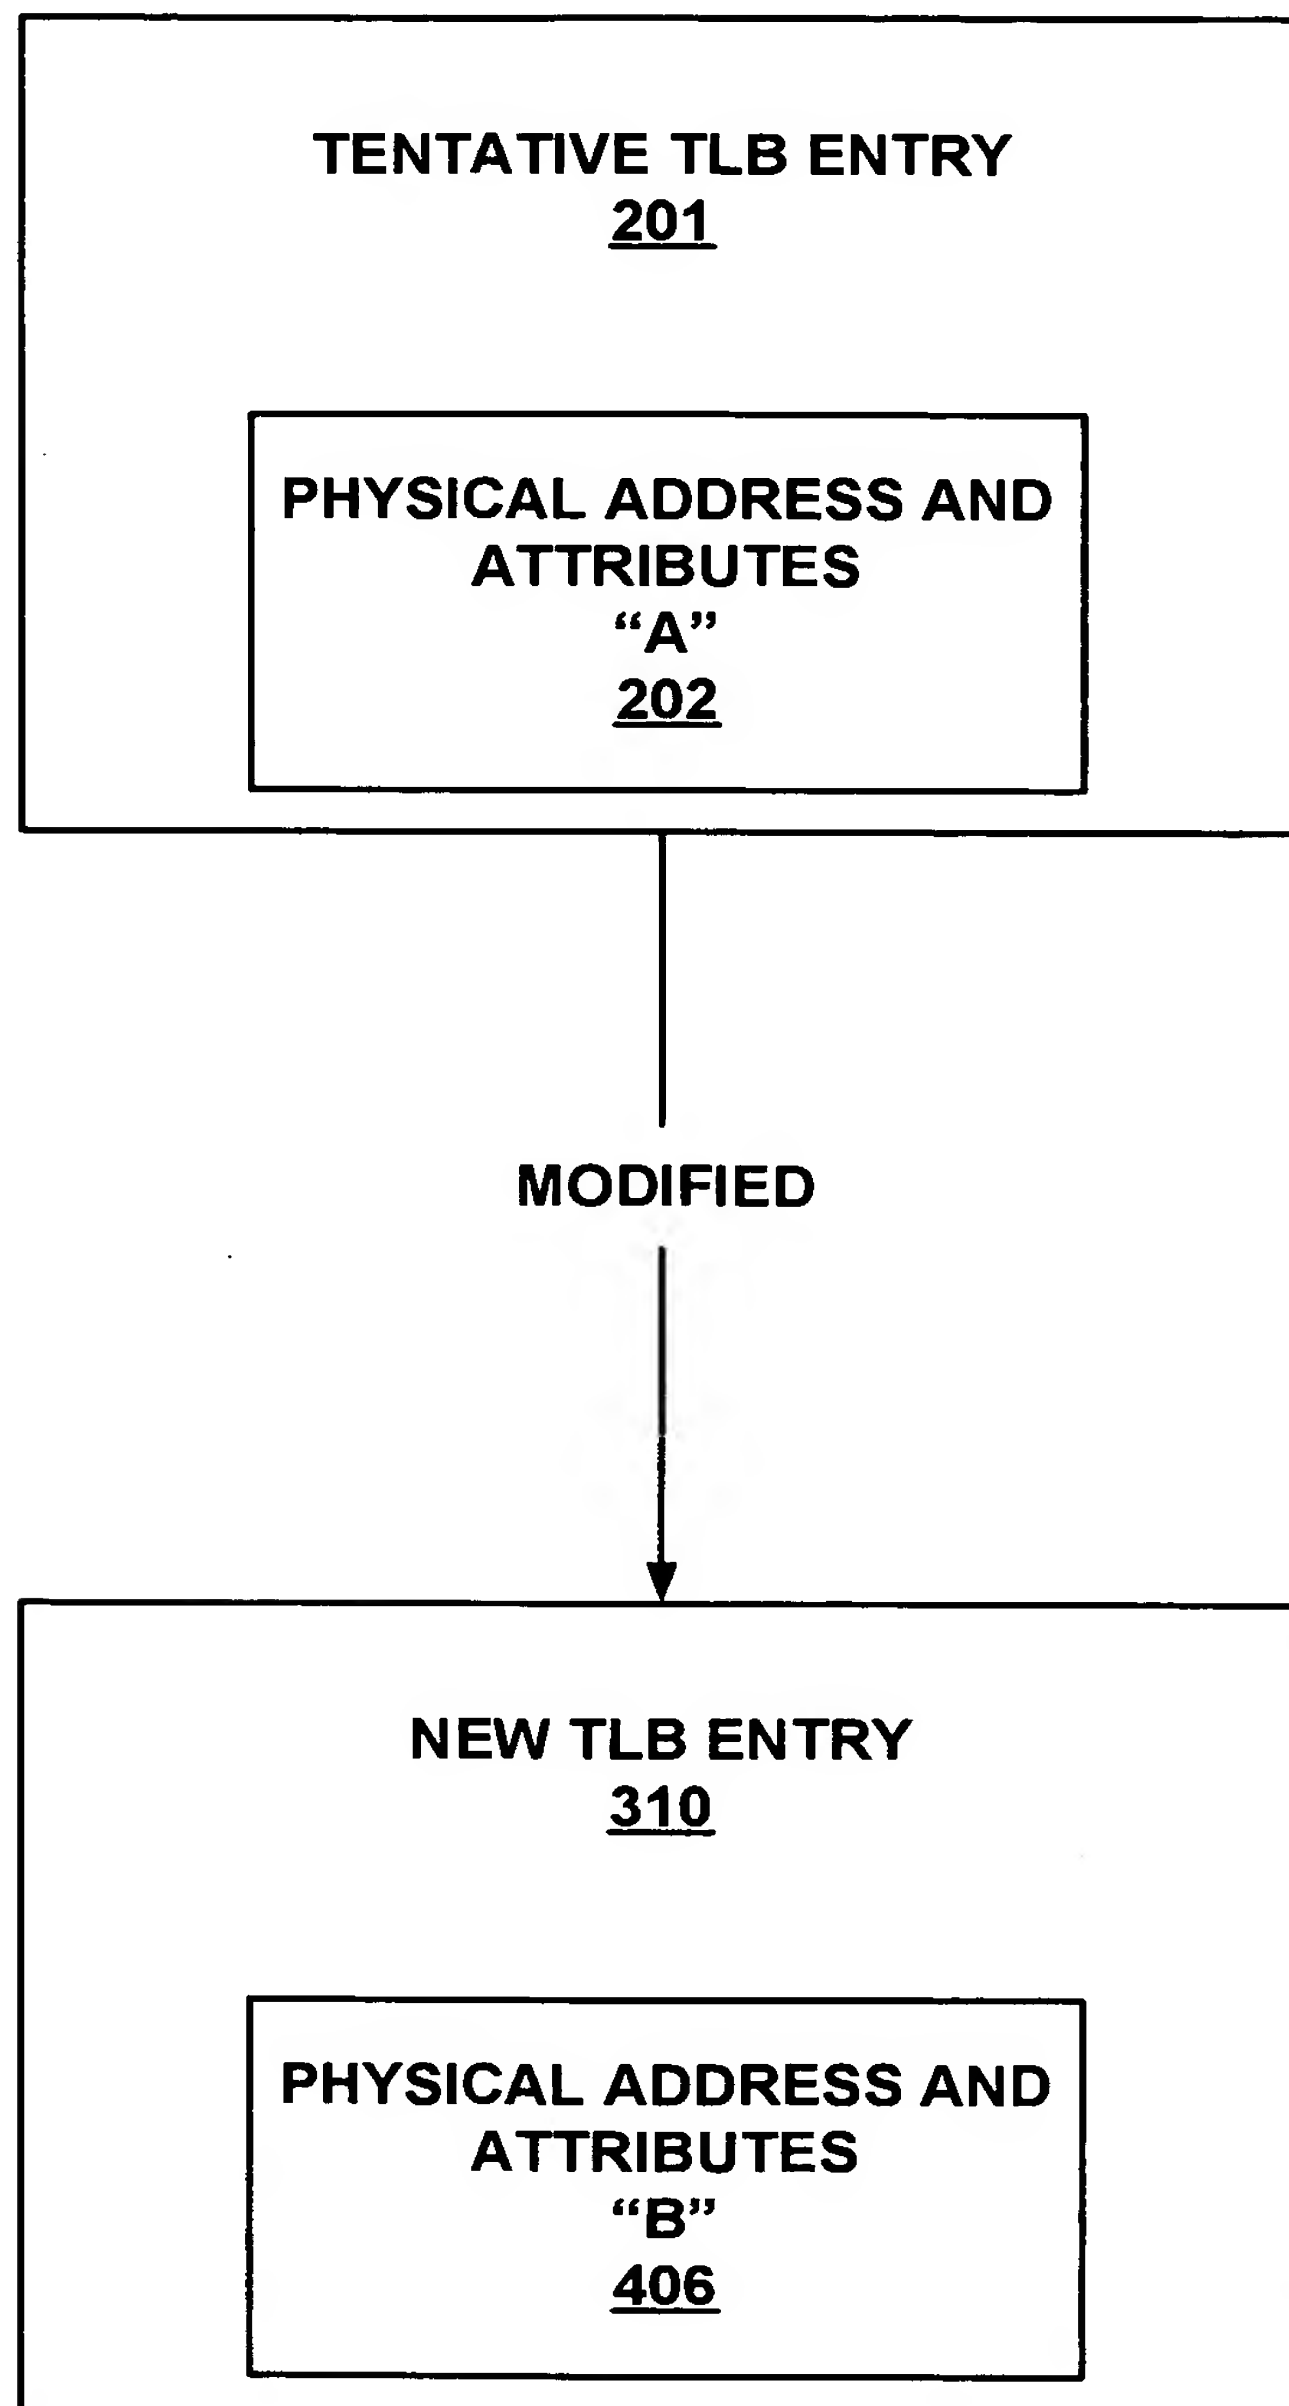 TENTATIVE TLB ENTRY
201
PHYSICAL ADDRESS AND
ATTRIBUTES
“A”
202
MODIFIED
NEW TLB ENTRY
310
PHYSICAL ADDRESS AND
ATTRIBUTES
“B”
406